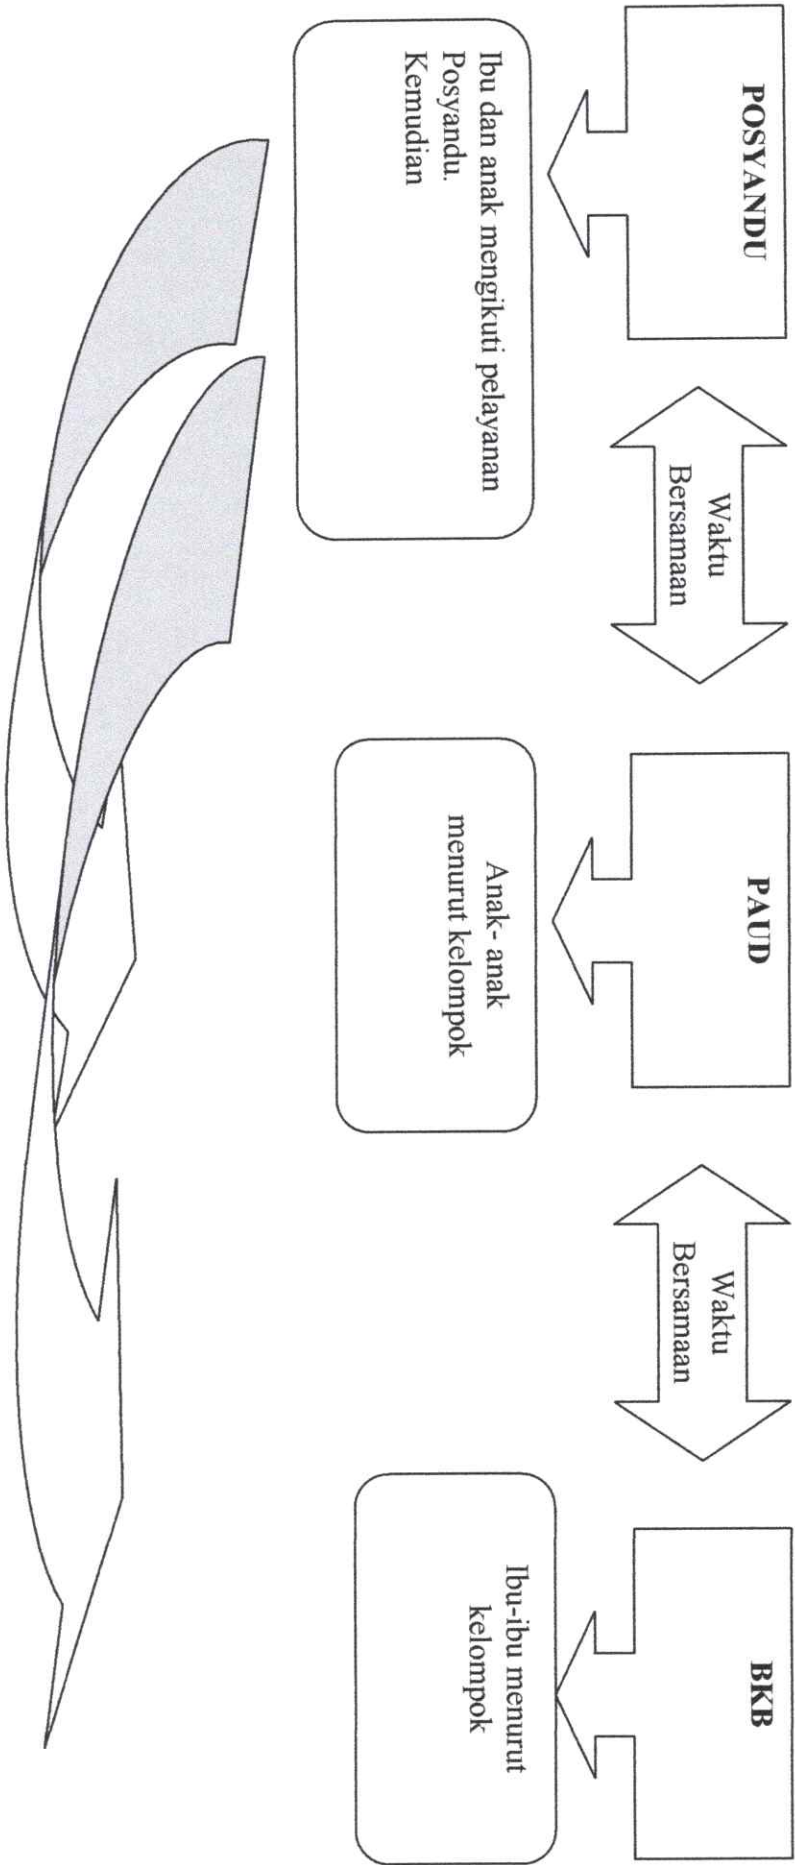 POSYANDU
Waktu
Bersamaan
PAUD
Waktu
Bersamaan
BKB
Ibu dan anak mengikuti pelayanan
Posyandu.
Kemudian
Anak- anak
menurut kelompok
Ibu-ibu menurut
kelompok